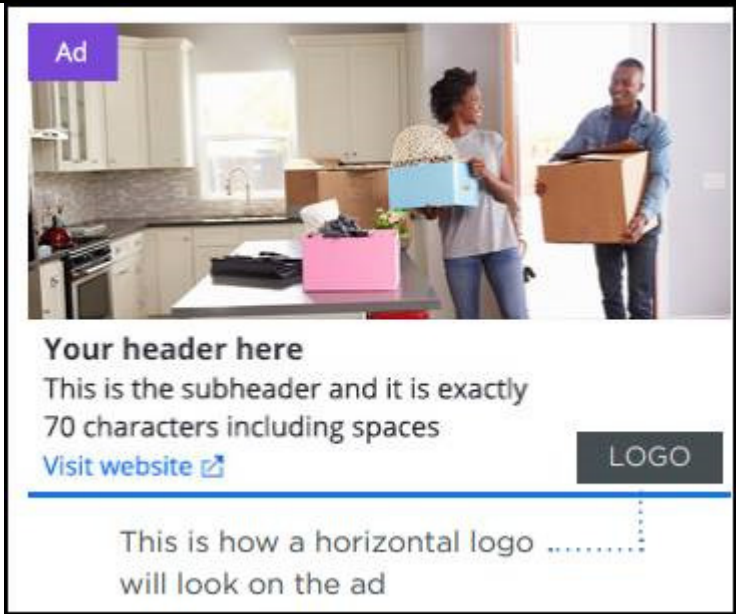 Ad
Your header here
This is the subheader and it is exactly
70 characters including spaces
Visit website
LOGO
This is how a horizontal logo
will look on the ad